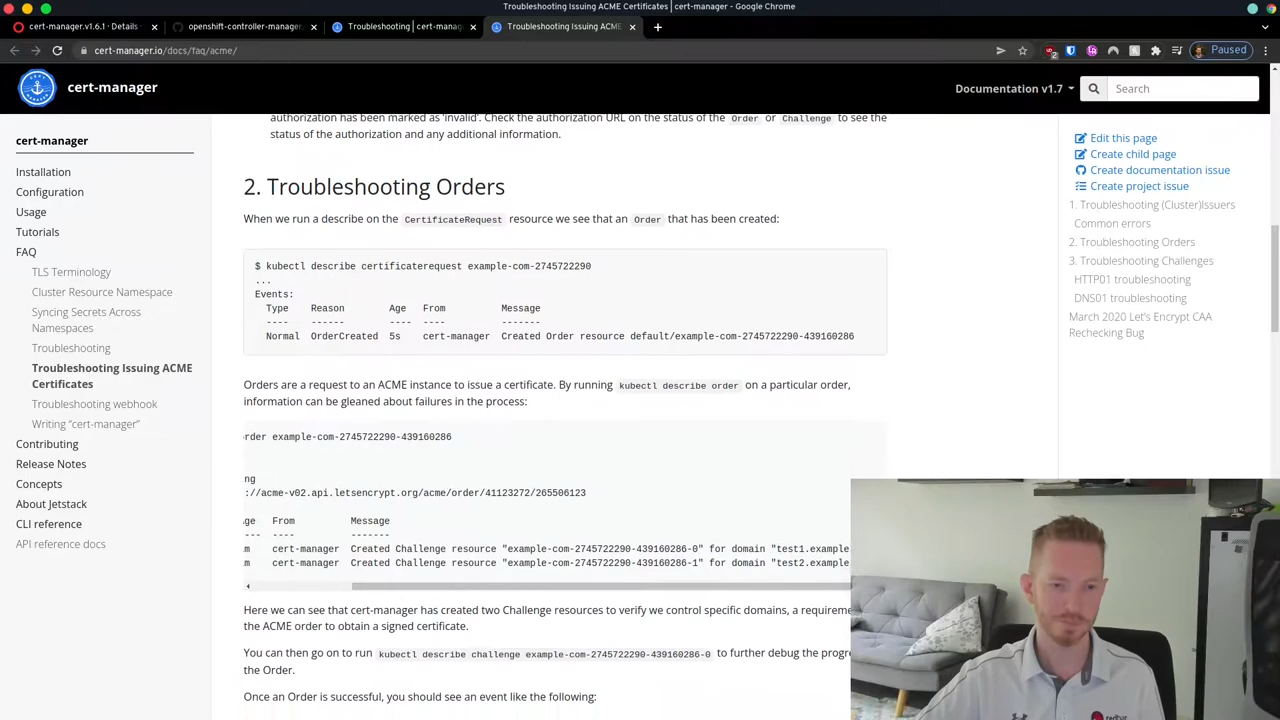 Troubleshooting Issuing ACME Certificates | cert-manager - Google Chrome
cert-manager.v1.6.1 · Details
openshift-controller-manager/
Troubleshooting | cert-manag
Troubleshooting Issuing ACME
cert-manager.io/docs/faq/acme/
2
Paused
cert-manager
Documentation v1.7
Search
cert-manager
Installation
Configuration
Usage
Tutorials
FAQ
TLS Termination
Cluster Resource Namespace
Syncing Secrets Across
Namespaces
Troubleshooting
Troubleshooting Issuing ACME
Certificates
Troubleshooting webhook
Writing “cert-manager”
Contributing
Release Notes
Concepts
About Jetstack
CLI reference
API reference docs
authorization has been marked as ‘invalid’. Check the authorization URL on the status of the Order or Challenge to see the
status of the authorization and any additional information.
2. Troubleshooting Orders
When we run a describe on the CertificateRequest resource we see that an Order that has been created:
$ kubectl describe certificaterequest example-com-2745722290
...
Events:
Type Reason Age From Message
---- ------ ---- ---- -------
Normal OrderCreated 5s cert-manager Created Order resource default/example-com-2745722290-439160286
Orders are a request to an ACME instance to issue a certificate. By running kubectl describe order on a particular order,
information can be gleaned about failures in the process:
order example-com-2745722290-439160286
ng
://acme-v02.api.letsencrypt.org/acme/order/41123272/265506123
Age From Message
--- ---- -------
m cert-manager Created Challenge resource "example-com-2745722290-439160286-0" for domain "test1.example
m cert-manager Created Challenge resource "example-com-2745722290-439160286-1" for domain "test2.example
Here we can see that cert-manager has created two Challenge resources to verify we control specific domains, a requireme
the ACME order to obtain a signed certificate.
You can then go on to run kubectl describe challenge example-com-2745722290-439160286-0 to further debug the progre
the Order.
Once an Order is successful, you should see an event like the following:
Edit this page
Create child page
Create documentation issue
Create project issue
1. Troubleshooting (Cluster)Issuers
Common errors
2. Troubleshooting Orders
3. Troubleshooting Challenges
HTTP01 troubleshooting
DNS01 troubleshooting
March 2020 Let’s Encrypt CAA
Rechecking Bug
redhat